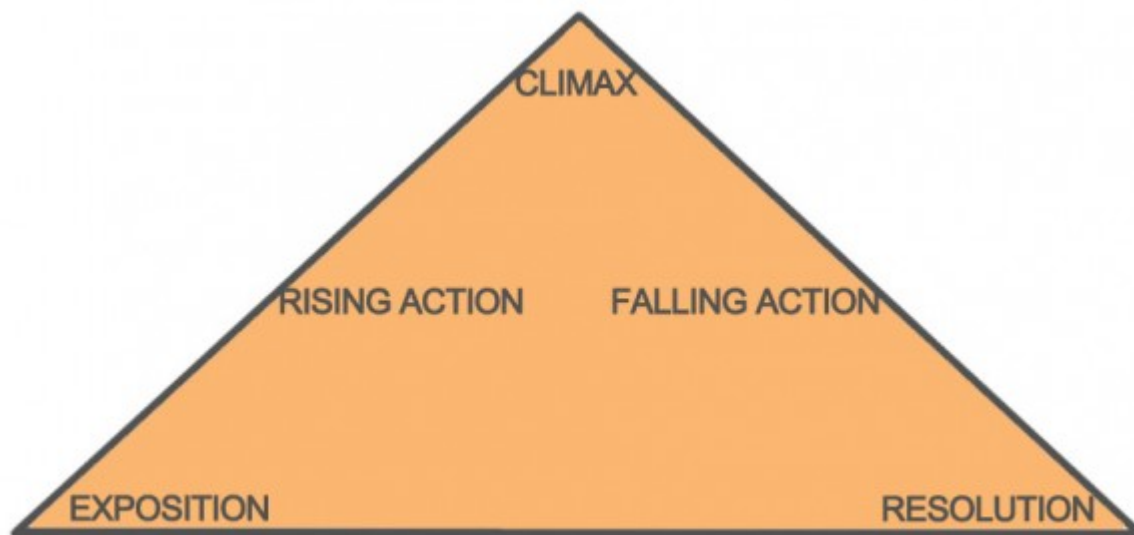 CLIMAX
RISING ACTION FALLING ACTION
EXPOSITION RESOLUTION